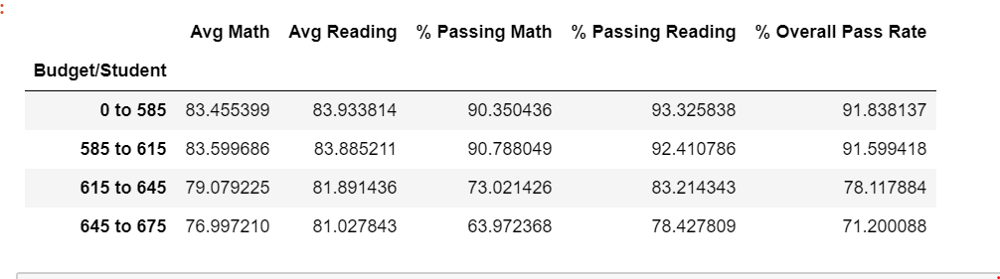 :
Avg Math Avg Reading % Passing Math % Passing Reading % Overall Pass Rate
Budget/Student
0 to 585 83.455399 83.933814 90.350436 93.325838 91.838137
585 to 615 83.599686 83.885211 90.788049 92.410786 91.599418
615 to 645 79.079225 81.891436 73.021426 83.214343 78.117884
645 to 675 76.997210 81.027843 63.972368 78.427809 71.200088